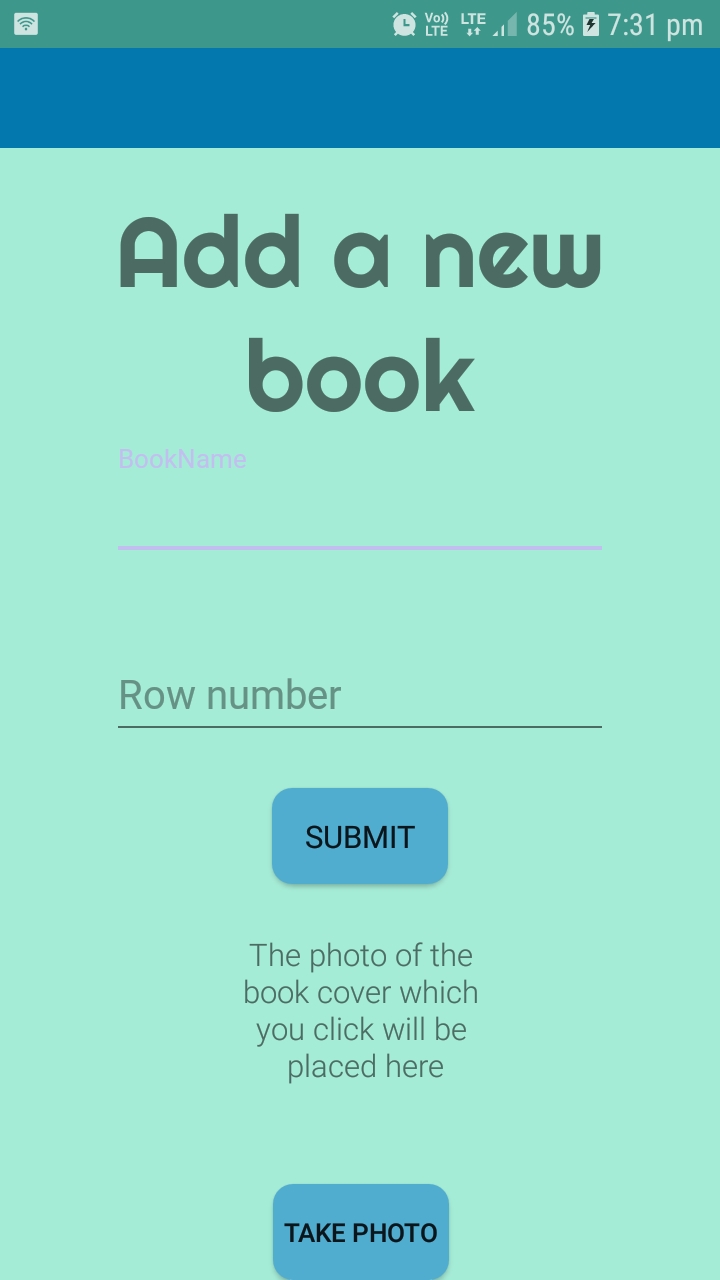 Vo)) LTE LTE 85% 7:31 pm
Add a new
book
BookName
Row number
SUBMIT
The photo of the
book cover which
you click will be
placed here
TAKE PHOTO